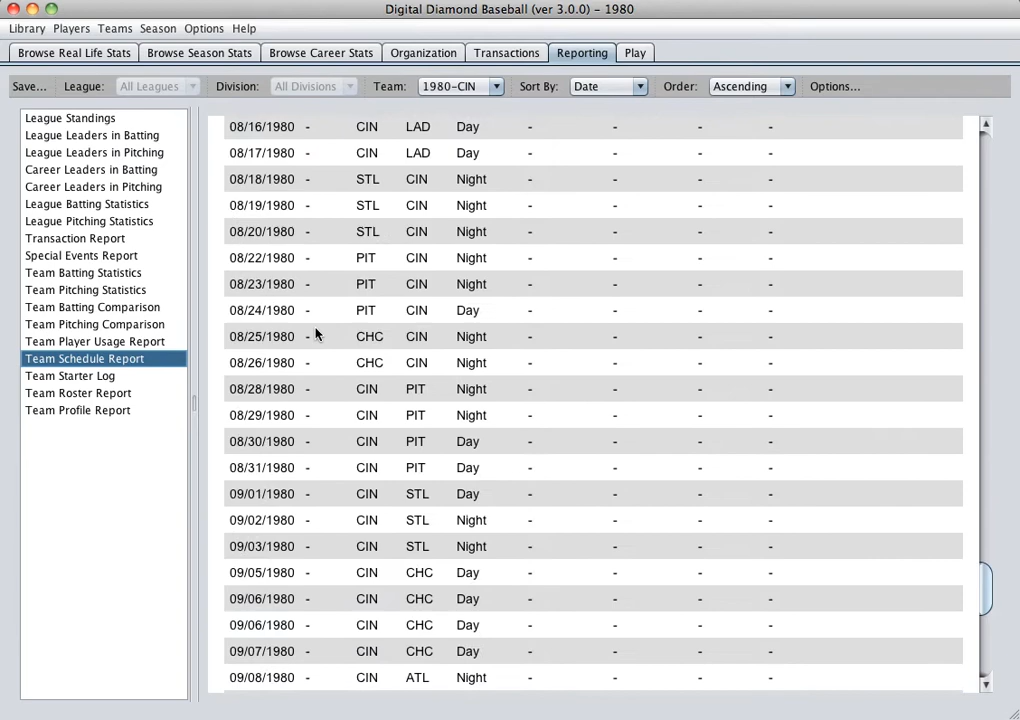 Digital Diamond Baseball (ver 3.0.0) - 1980
Library Players Teams Season Options Help
Browse Real Life Stats Browse Season Stats Browse Career Stats Organization Transactions Reporting Play
Save... League: All Leagues Division: All Divisions Team: 1980-CIN Sort By: Date Order: Ascending Options...
League Standings
League Leaders in Batting
League Leaders in Pitching
Career Leaders in Batting
Career Leaders in Pitching
League Batting Statistics
League Pitching Statistics
Transaction Report
Special Events Report
Team Batting Statistics
Team Pitching Statistics
Team Batting Comparison
Team Pitching Comparison
Team Player Usage Report
Team Schedule Report
Team Starter Log
Team Roster Report
Team Profile Report
08/16/1980 - CIN LAD Day - - - -
08/17/1980 - CIN LAD Day - - - -
08/18/1980 - STL CIN Night - - - -
08/19/1980 - STL CIN Night - - - -
08/20/1980 - STL CIN Night - - - -
08/22/1980 - PIT CIN Night - - - -
08/23/1980 - PIT CIN Night - - - -
08/24/1980 - PIT CIN Day - - - -
08/25/1980 - CHC CIN Night - - - -
08/26/1980 - CHC CIN Night - - - -
08/28/1980 - CIN PIT Night - - - -
08/29/1980 - CIN PIT Night - - - -
08/30/1980 - CIN PIT Day - - - -
08/31/1980 - CIN PIT Day - - - -
09/01/1980 - CIN STL Day - - - -
09/02/1980 - CIN STL Night - - - -
09/03/1980 - CIN STL Night - - - -
09/05/1980 - CIN CHC Day - - - -
09/06/1980 - CIN CHC Day - - - -
09/06/1980 - CIN CHC Day - - - -
09/07/1980 - CIN CHC Day - - - -
09/08/1980 - CIN ATL Night - - - -